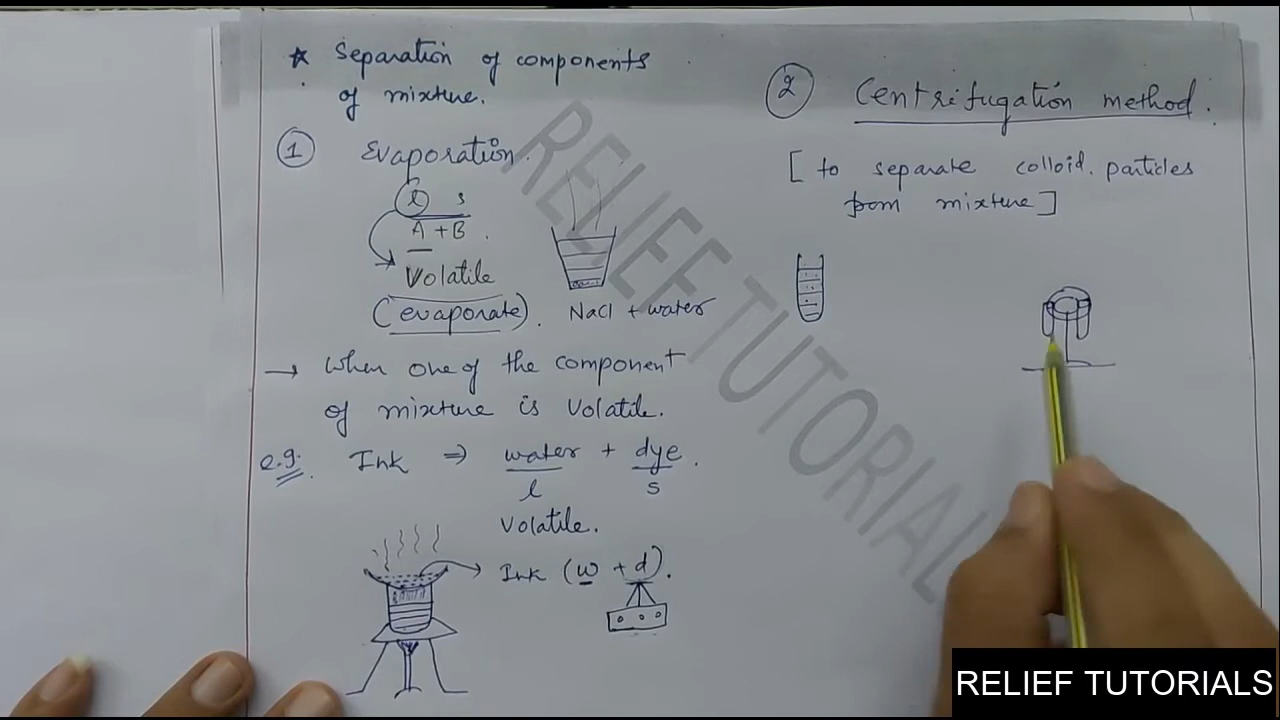 * Separation of components
of mixture.
1 Evaporation.
l s
A + B.
Volatile
(evaporate). NaCl + water
→ When one of the component
of mixture is Volatile.
e.g. Ink ⇒ water + dye.
l s
Volatile.
Ink (w + d).
2 Centrifugation method.
[to separate colloid particles
from mixture]
RELIEF TUTORIAL
RELIEF TUTORIALS